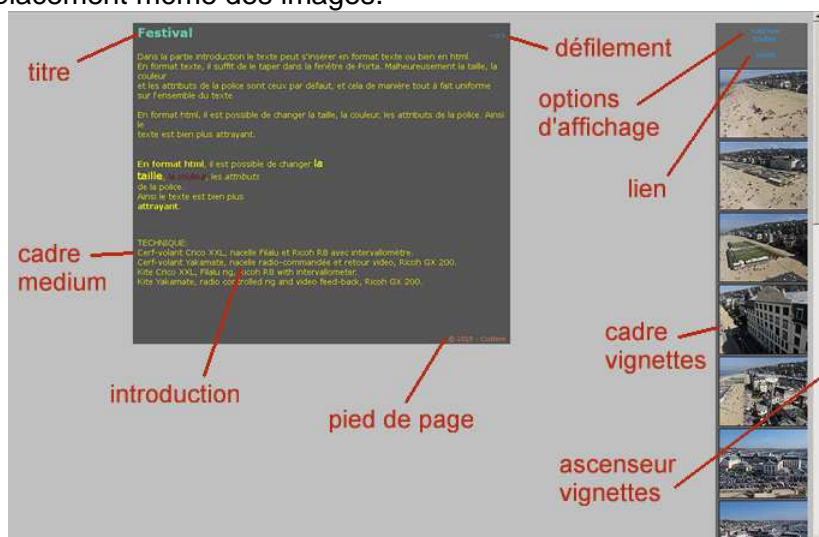 lacement même des images.
Festival
défilement
titre
Dans la partie introduction le texte peut s'insérer en format texte ou bien en html
En format texte, il suffit de le taper dans la fenêtre de Porta. Malheureusement la taille, la
couleur
et les attributs de la police sont ceux par défaut, et cela de manière tout à fait uniforme
sur l'ensemble du texte
options
d'affichage
En format html, il est possible de changer la taille, la couleur, les attributs de la police. Ainsi
le
texte est bien plus attrayant.
En format html, il est possible de changer la
taille, la couleur, les attributs
de la police.
Ainsi le texte est bien plus
attrayant.
lien
TECHNIQUE:
Cerf-volant Crico XXL, nacelle Filalu et Ricoh R8 avec intervallomètre.
Cerf-volant Yakamate, nacelle radio-commandée et retour video, Ricoh GX 200.
Kite Crico XXL, Filalu rig, Ricoh R8 with intervallometer.
Kite Yakamate, radio controlled rig and video feed-back, Ricoh GX 200.
cadre
medium
cadre
vignettes
introduction
pied de page
ascenseur
vignettes